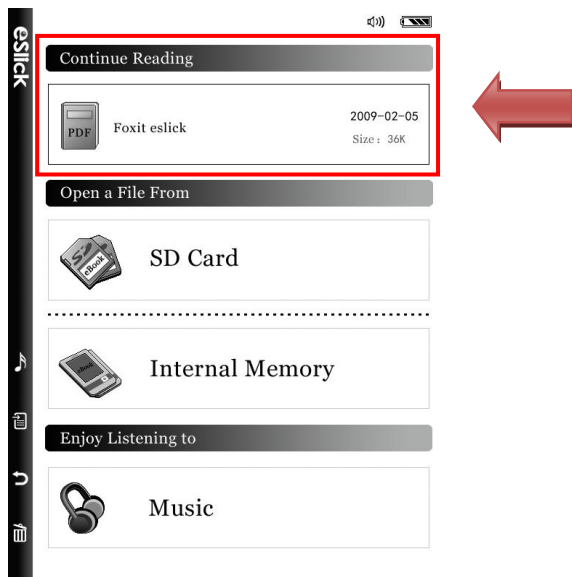 eSlick
Continue Reading
PDF
Foxit eslick
2009-02-05
Size: 36K
Open a File From
SD
eBook
SD Card
eBook
Internal Memory
Enjoy Listening to
Music